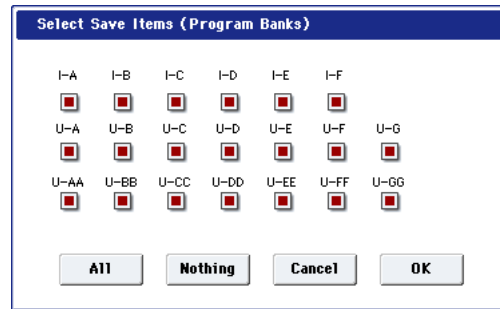 Select Save Items (Program Banks)
I-A I-B I-C I-D I-E I-F
U-A U-B U-C U-D U-E U-F U-G
U-AA U-BB U-CC U-DD U-EE U-FF U-GG
All Nothing Cancel OK